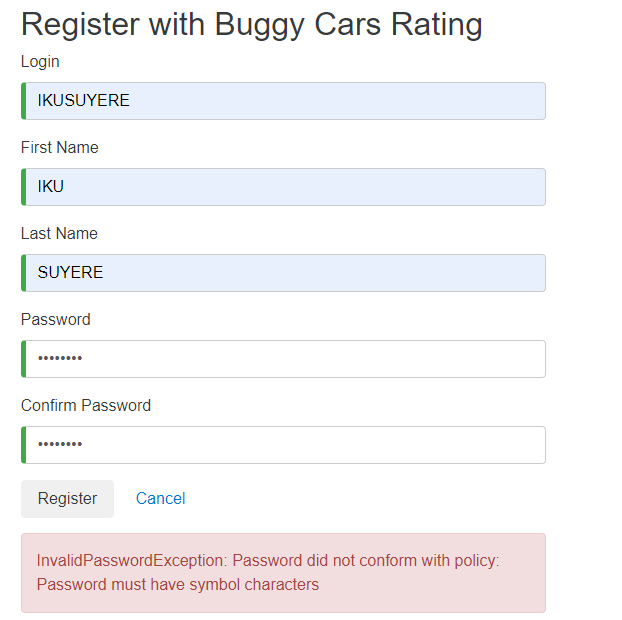 Register with Buggy Cars Rating
Login
IKUSUYERE
First Name
IKU
Last Name
SUYERE
Password
••••••••
Confirm Password
••••••••
Register Cancel
InvalidPasswordException: Password did not conform with policy:
Password must have symbol characters